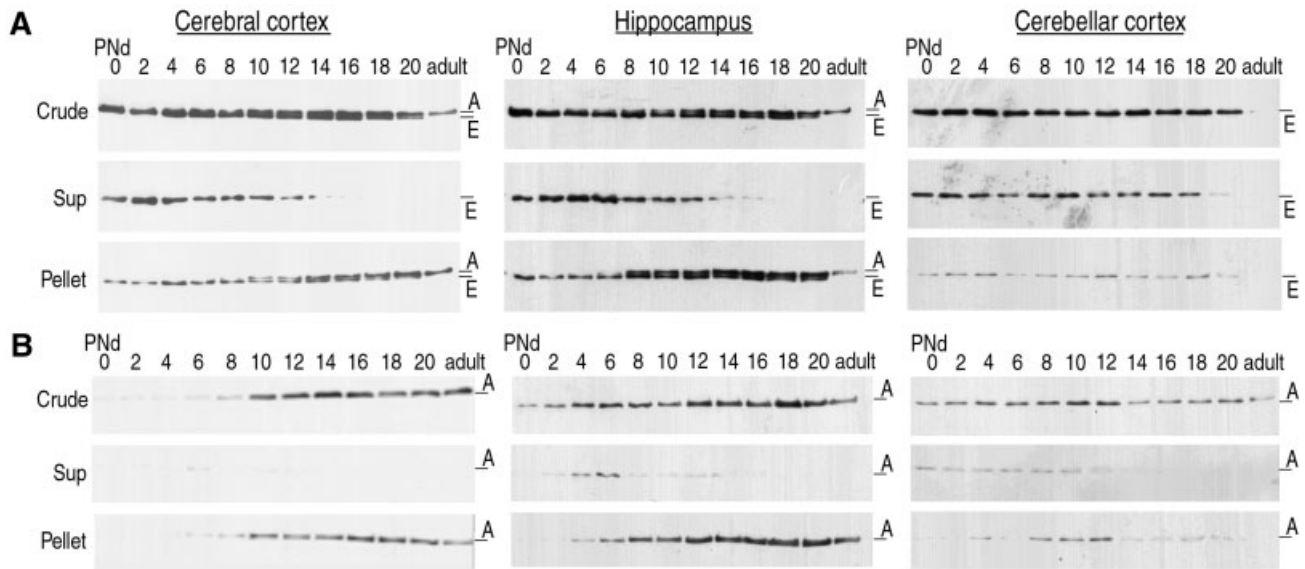 A
Cerebral cortex Hippocampus Cerebellar cortex
PNd PNd PNd
0 2 4 6 8 10 12 14 16 18 20 adult 0 2 4 6 8 10 12 14 16 18 20 adult 0 2 4 6 8 10 12 14 16 18 20 adult
Crude A E A E E
Sup E E E
Pellet A E A E E
B
PNd PNd PNd
0 2 4 6 8 10 12 14 16 18 20 adult 0 2 4 6 8 10 12 14 16 18 20 adult 0 2 4 6 8 10 12 14 16 18 20 adult
Crude A A A
Sup A A A
Pellet A A A